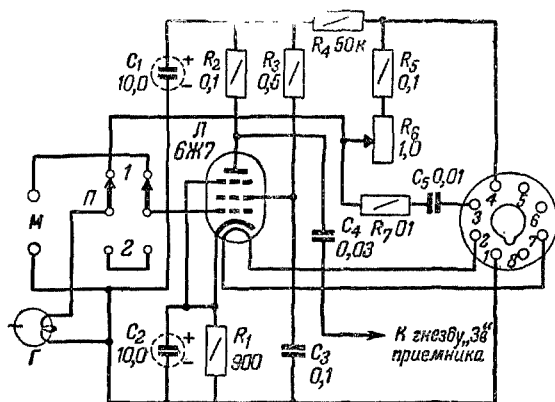 C1
10,0
+
−
R2
0,1
R3
0,5
R4 50к
R5
0,1
R6
1,0
Л
6Ж7
1
П
М
2
Г
C2
10,0
+
−
R1
900
C3
0,1
C4
0,03
R7 01
C5 0,01
4
5
3
6
2
7
1
8
К гнезду „Зв“
приемника